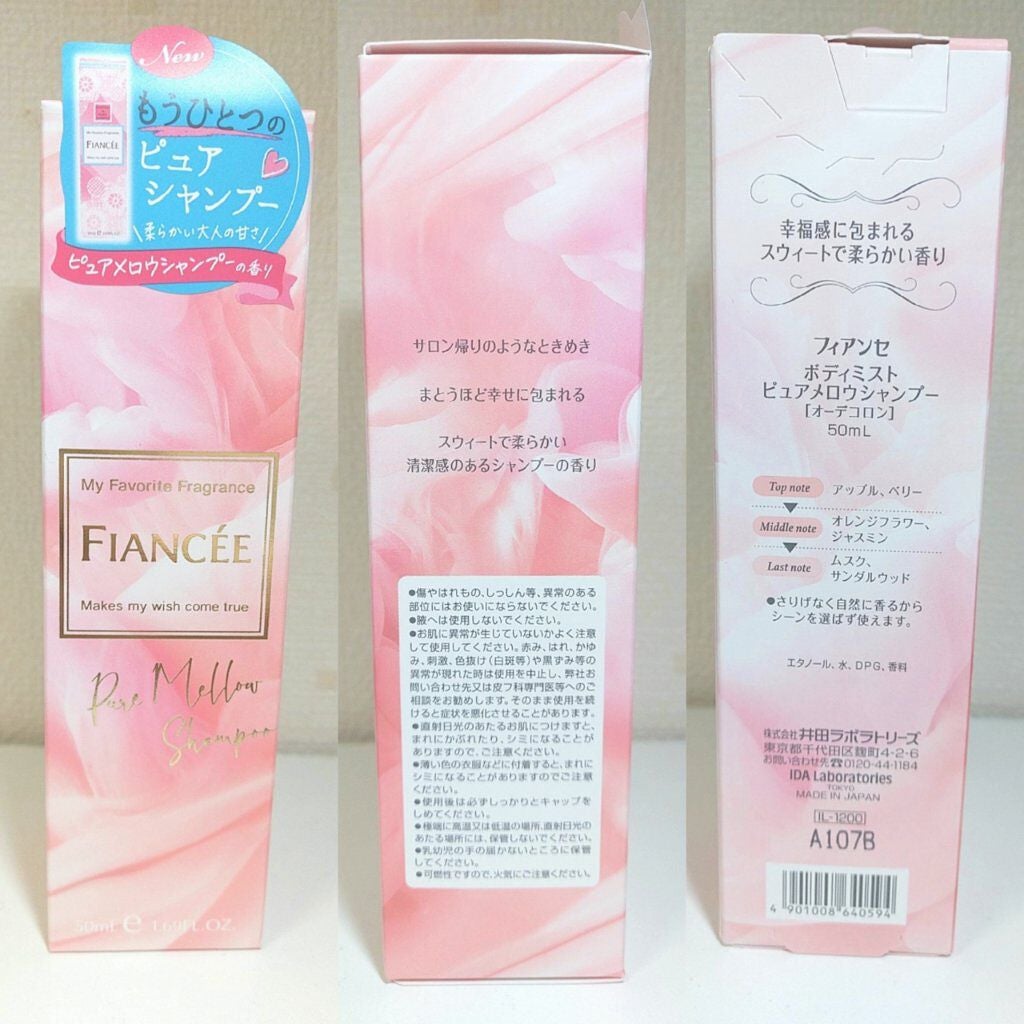 New
もうひとつの
ピュア
シャンプー
\柔らかい大人の甘さ/
ピュアメロウシャンプーの香り
My Favorite Fragrance
FIANCÉE
My Favorite Fragrance
FIANCÉE
Makes my wish come true
Pure Mellow
Shampoo
50mL e 1.69FL.OZ.
サロン帰りのようなときめき
まとうほど幸せに包まれる
スウィートで柔らかい
清潔感のあるシャンプーの香り
●傷やはれもの、しっしん等、異常のある
部位にはお使いにならないでください。
●腋へは使用しないでください。
●お肌に異常が生じていないかよく注意
して使用してください。赤み、はれ、かゆ
み、刺激、色抜け(白斑等)や黒ずみ等の
異常が現れた時は使用を中止し、弊社お
問い合わせ先又は皮フ科専門医等へのご
相談をお勧めします。そのまま使用を続
けると症状を悪化させることがあります。
●直射日光のあたるお肌につけますと、
まれにかぶれたり、シミになることが
ありますので、ご注意ください。
●薄い色の衣服などに付着すると、まれに
シミになることがありますのでご注意
ください。
●使用後は必ずしっかりとキャップを
しめてください。
●極端に高温又は低温の場所、直射日光の
あたる場所には、保管しないでください。
●乳幼児の手の届かないところに保管
してください。
●可燃性ですので、火気にご注意ください。
幸福感に包まれる
スウィートで柔らかい香り
フィアンセ
ボディミスト
ピュアメロウシャンプー
[オーデコロン]
50mL
Top note アップル、ベリー
Middle note オレンジフラワー、
ジャスミン
Last note ムスク、
サンダルウッド
●さりげなく自然に香るから
シーンを選ばず使えます。
エタノール、水、DPG、香料
株式会社 井田ラボラトリーズ
東京都千代田区麹町4-2-6
お問い合わせ先☎0120-44-1184
IDA Laboratories
TOKYO
MADE IN JAPAN
IL-1200
A107B
4 901008 640594